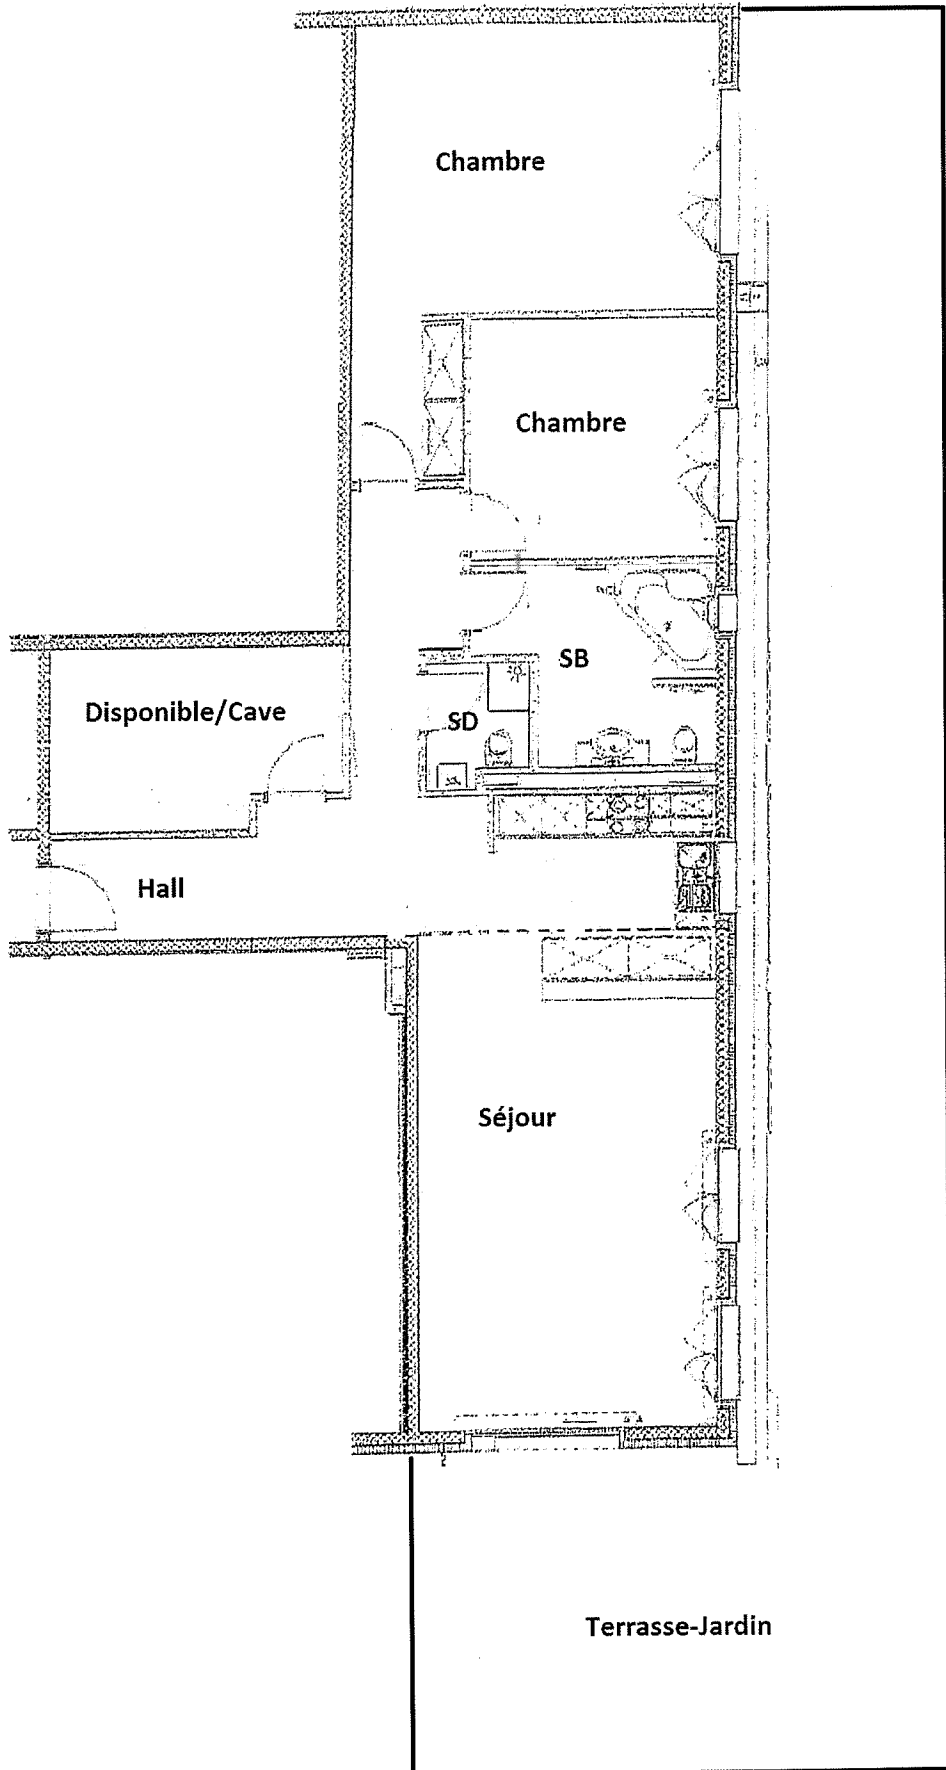 Chambre
Chambre
SB
Disponible/Cave
SD
Hall
Séjour
Terrasse-Jardin